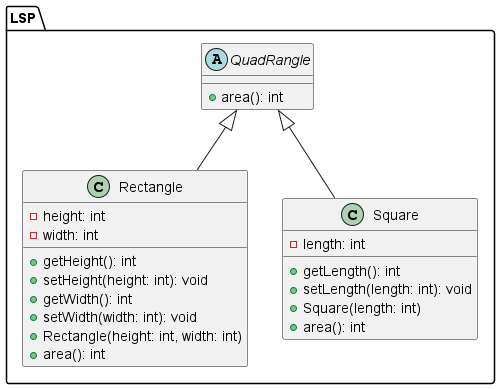 LSP
A QuadRangle
area(): int
C Rectangle
height: int
width: int
getHeight(): int
setHeight(height: int): void
getWidth(): int
setWidth(width: int): void
Rectangle(height: int, width: int)
area(): int
C Square
length: int
getLength(): int
setLength(length: int): void
Square(length: int)
area(): int